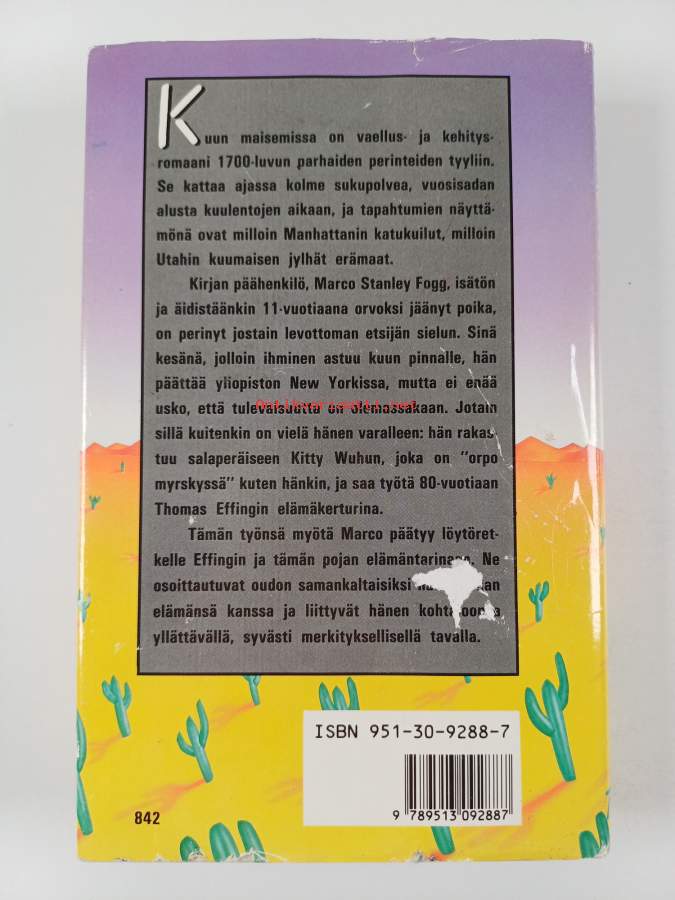 Kuun maisemissa on vaellus- ja kehitys-
romaani 1700-luvun parhaiden perinteiden tyyliin.
Se kattaa ajassa kolme sukupolvea, vuosisadan
alusta kuulentojen aikaan, ja tapahtumien näyttä-
mönä ovat milloin Manhattanin katukuilut, milloin
Utahin kuumaisen jylhät erämaat.
Kirjan päähenkilö, Marco Stanley Fogg, isätön
ja äidistäänkin 11-vuotiaana orvoksi jäänyt poika,
on perinyt jostain levottoman etsijän sielun. Sinä
kesänä, jolloin ihminen astuu kuun pinnalle, hän
päättää yliopiston New Yorkissa, mutta ei enää
usko, että tulevaisuutta on olemassakaan. Jotain
sillä kuitenkin on vielä hänen varalleen: hän rakas-
tuu salaperäiseen Kitty Wuhun, joka on "orpo
myrskyssä" kuten hänkin, ja saa työtä 80-vuotiaan
Thomas Effingin elämäkerturina.
Tämän työnsä myötä Marco päätyy löytöret-
kelle Effingin ja tämän pojan elämäntarinaan. Ne
osoittautuvat oudon samankaltaisiksi
elämänsä kanssa ja liittyvät hänen
yllättävällä, syvästi merkityksellisellä tavalla.
ISBN 951-30-9288-7
9 789513 092887
842